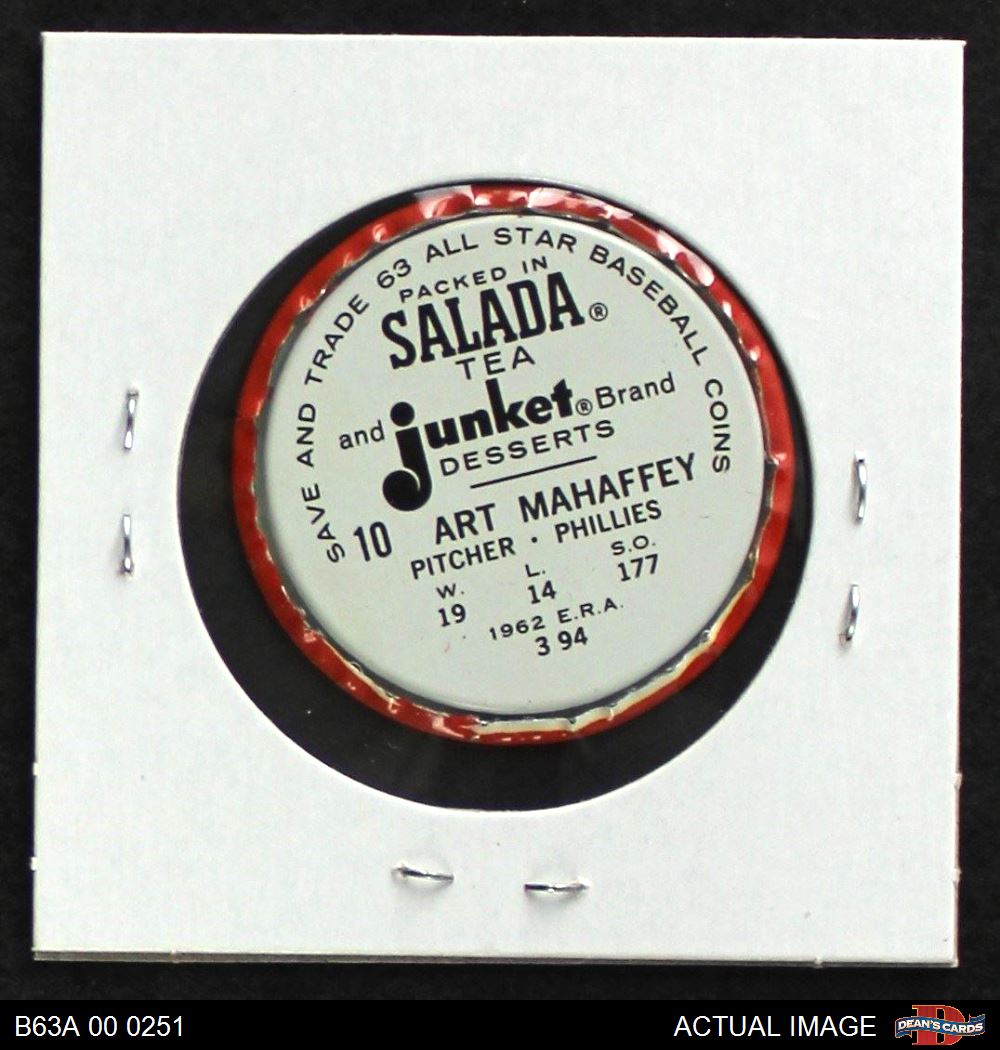 SAVE AND TRADE 63 ALL STAR BASEBALL COINS
PACKED IN
SALADA®
TEA
and junket® Brand
DESSERTS
10 ART MAHAFFEY
PITCHER · PHILLIES
W. L. S.O.
19 14 177
1962 E.R.A.
3 94
B63A 00 0251
ACTUAL IMAGE
D
DEAN'S CARDS